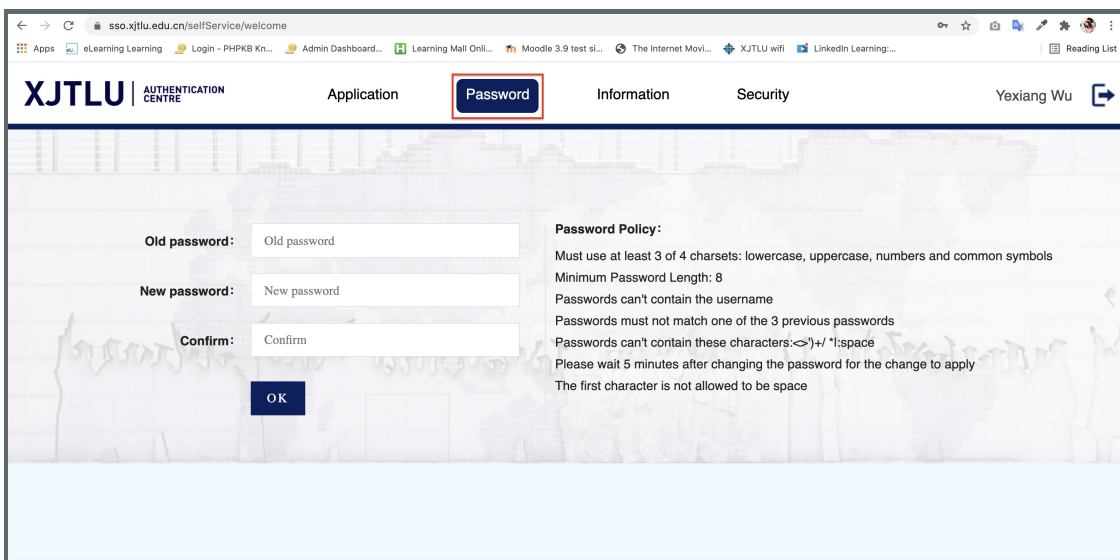 sso.xjtlu.edu.cn/selfService/welcome
Apps eLearning Learning Login - PHPKB Kn... Admin Dashboard... Learning Mall Onli... Moodle 3.9 test si... The Internet Movi... XJTLU wifi LinkedIn Learning:... Reading List
XJTLU AUTHENTICATION
CENTRE
Application Password Information Security Yexiang Wu
Old password: Old password
New password: New password
Confirm: Confirm
OK
Password Policy:
Must use at least 3 of 4 charsets: lowercase, uppercase, numbers and common symbols
Minimum Password Length: 8
Passwords can't contain the username
Passwords must not match one of the 3 previous passwords
Passwords can't contain these characters:<>')+/ *|:space
Please wait 5 minutes after changing the password for the change to apply
The first character is not allowed to be space